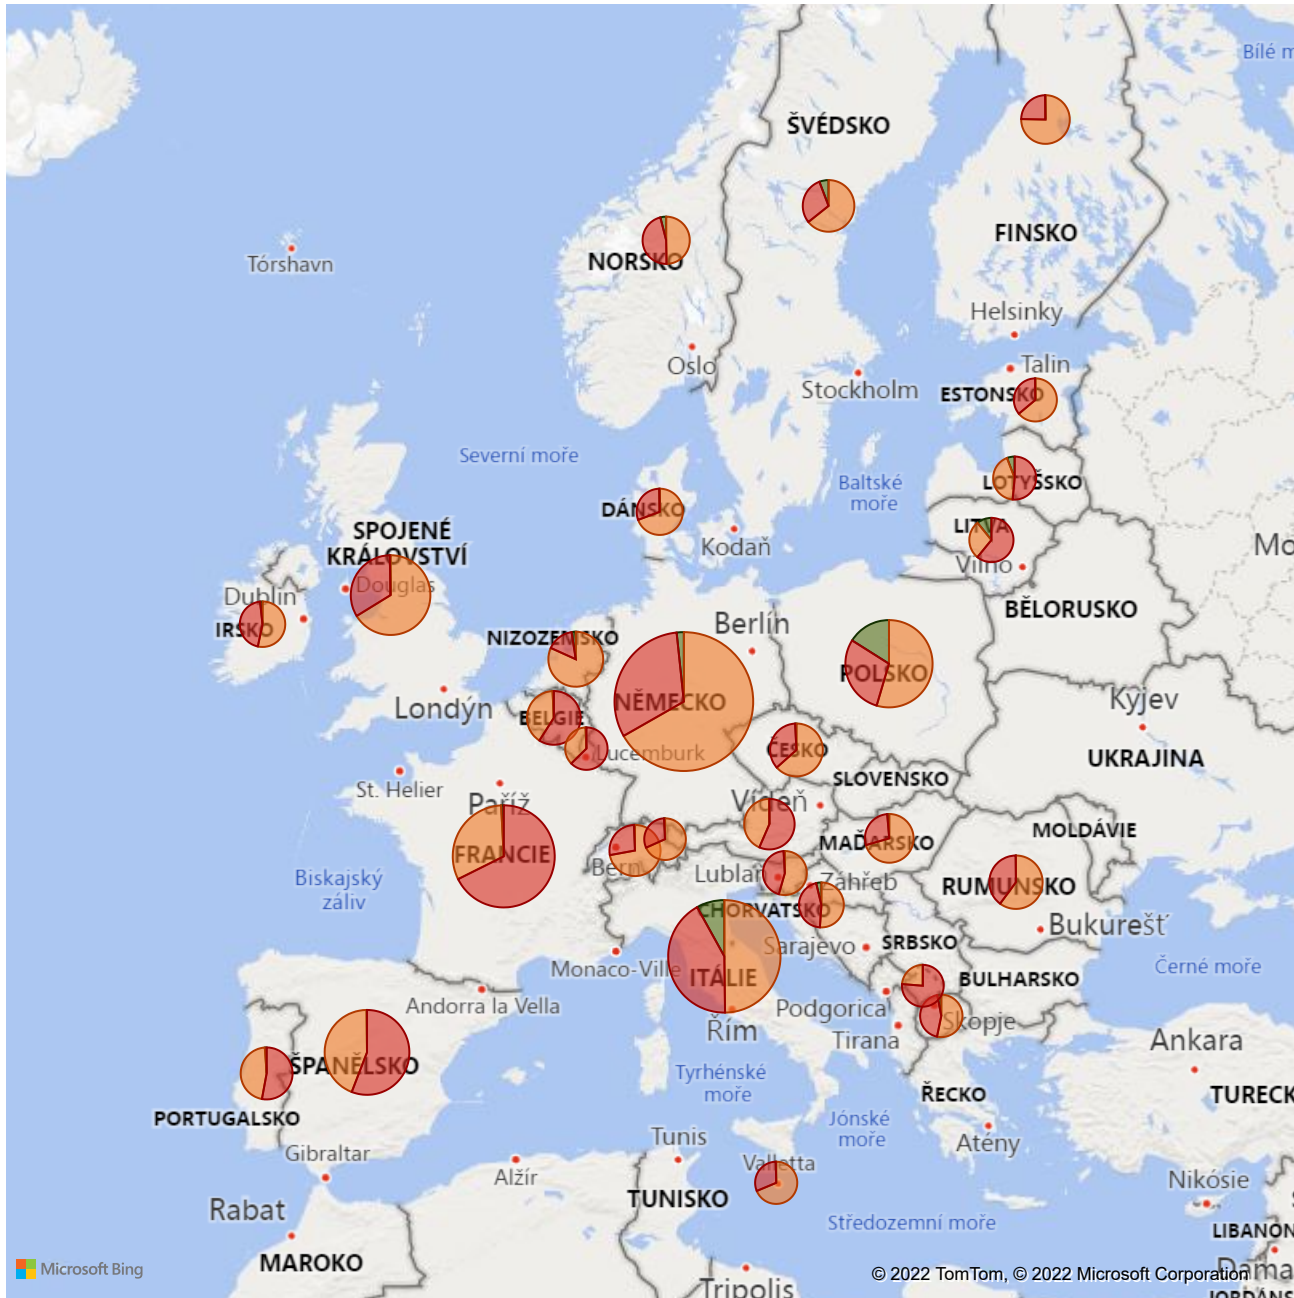 Bílé m
ŠVÉDSKO
FINSKO
NORSKO
Tórshavn
Helsinky
Oslo
Talin
Stockholm
ESTONSKO
Severní moře
Baltské
moře
LOTYŠSKO
DÁNSKO
LITVA
SPOJENÉ
KRÁLOVSTVÍ
Kodaň
Mo
Vilno
Douglas
Dublin
IRSKO
BĚLORUSKO
NIZOZEMSKO
Berlín
POLSKO
NĚMECKO
Kyjev
Londýn
BELGIE
Lucemburk
ČESKO
UKRAJINA
SLOVENSKO
St. Helier
Paříž
Vídeň
MOLDÁVIE
MAĎARSKO
FRANCIE
Bern
Lublaň
Záhřeb
RUMUNSKO
Biskajský
záliv
CHORVATSKO
Bukurešť
Sarajevo
SRBSKO
Monaco-Ville
ITÁLIE
BULHARSKO
Černé moře
Andorra la Vella
Podgorica
Skopje
Řím
Tirana
Ankara
ŠPANĚLSKO
Tyrhénské
moře
ŘECKO
TURECK
PORTUGALSKO
Jónské
moře
Atény
Gibraltar
Tunis
Valletta
Alžír
Nikósie
TUNISKO
Rabat
Středozemní moře
LIBANON
MAROKO
Microsoft Bing
Dama
© 2022 TomTom, © 2022 Microsoft Corporation
Tripolis
JORDÁNS